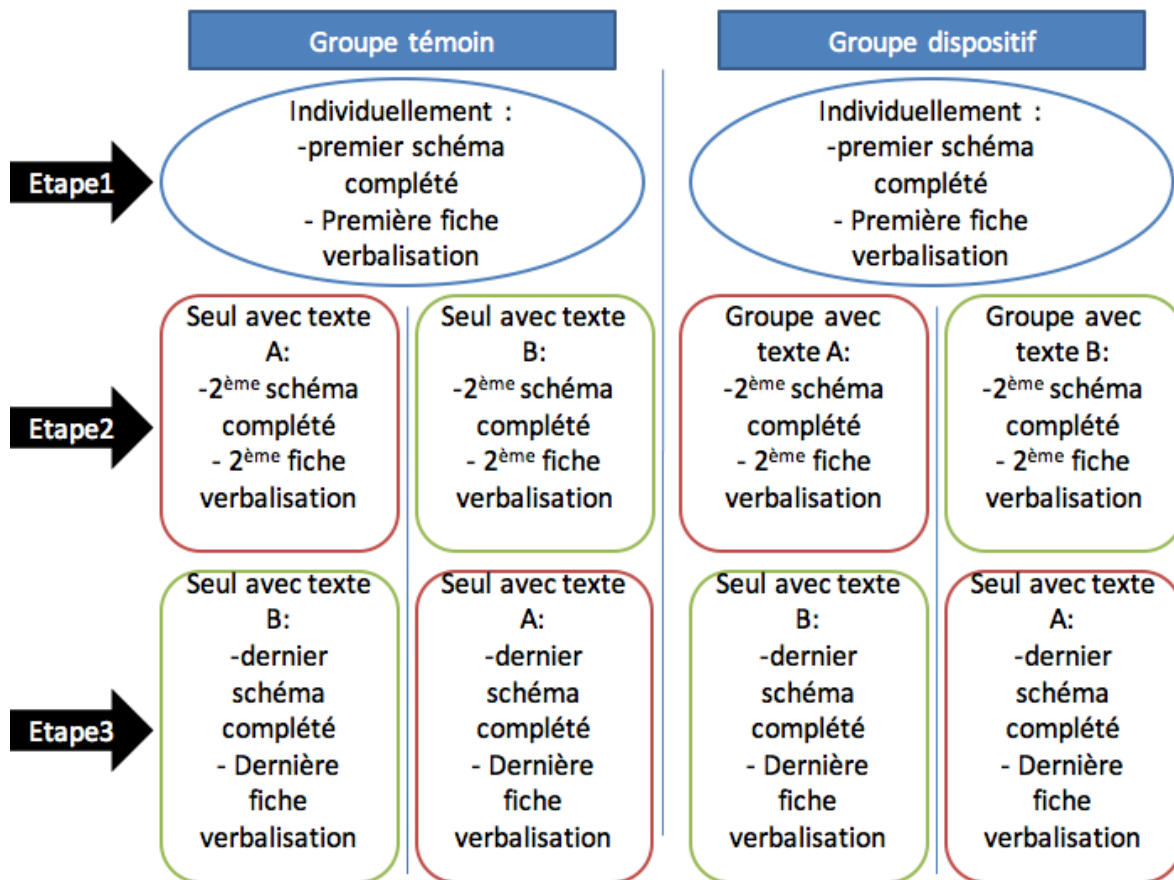 Groupe témoin
Groupe dispositif
Etape1
Individuellement :
-premier schéma
complété
- Première fiche
verbalisation
Individuellement :
-premier schéma
complété
- Première fiche
verbalisation
Etape2
Seul avec texte
A:
-2ème schéma
complété
- 2ème fiche
verbalisation
Seul avec texte
B:
-2ème schéma
complété
- 2ème fiche
verbalisation
Groupe avec
texte A:
-2ème schéma
complété
- 2ème fiche
verbalisation
Groupe avec
texte B:
-2ème schéma
complété
- 2ème fiche
verbalisation
Etape3
Seul avec texte
B:
-dernier
schéma
complété
- Dernière
fiche
verbalisation
Seul avec texte
A:
-dernier
schéma
complété
- Dernière
fiche
verbalisation
Seul avec texte
B:
-dernier
schéma
complété
- Dernière
fiche
verbalisation
Seul avec texte
A:
-dernier
schéma
complété
- Dernière
fiche
verbalisation